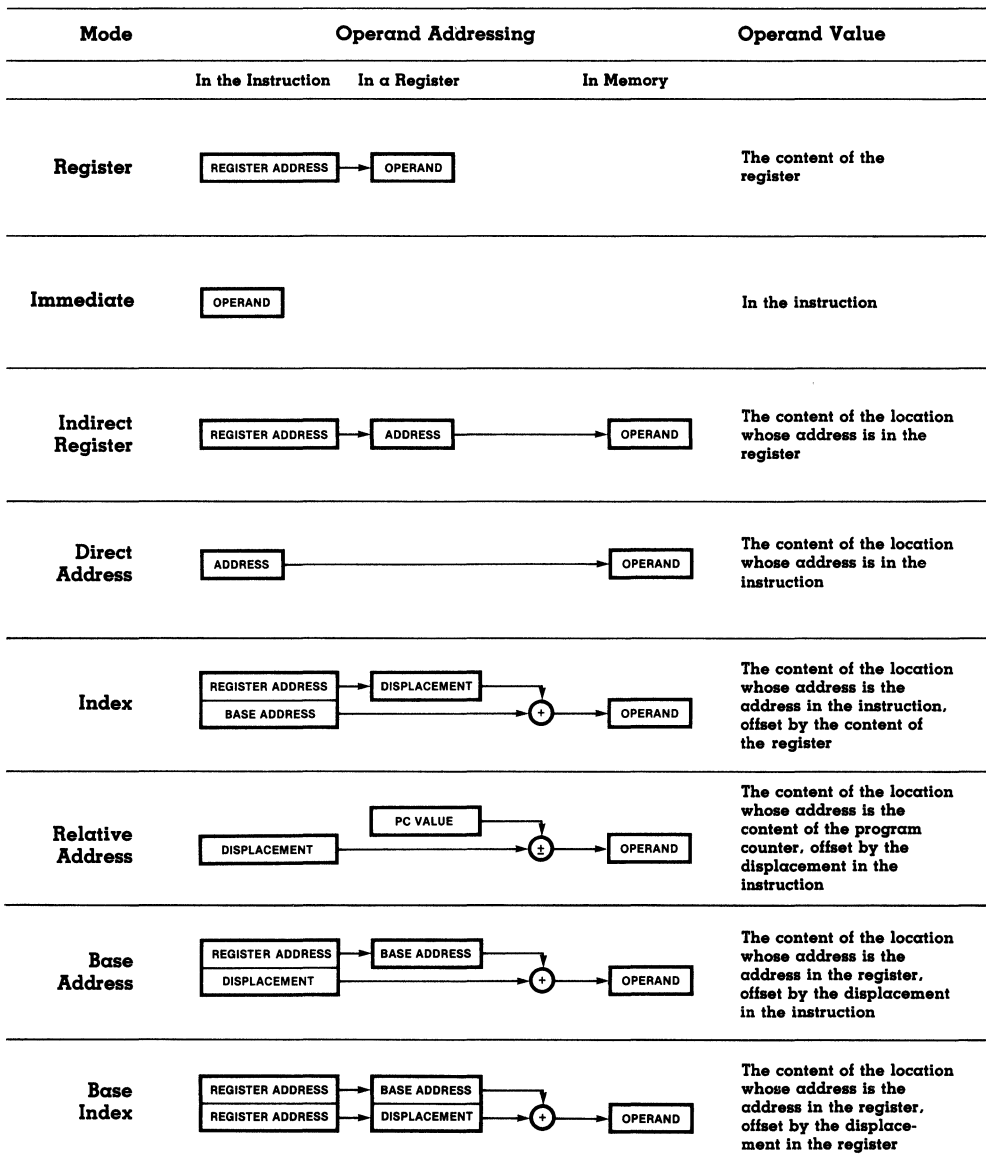 Mode Operand Addressing Operand Value
In the Instruction In a Register In Memory
Register
REGISTER ADDRESS OPERAND
The content of the
register
Immediate
OPERAND
In the instruction
Indirect
Register
REGISTER ADDRESS ADDRESS OPERAND
The content of the location
whose address is in the
register
Direct
Address
ADDRESS OPERAND
The content of the location
whose address is in the
instruction
Index
REGISTER ADDRESS DISPLACEMENT
BASE ADDRESS + OPERAND
The content of the location
whose address is the
address in the instruction,
offset by the content of
the register
Relative
Address
PC VALUE
DISPLACEMENT ± OPERAND
The content of the location
whose address is the
content of the program
counter, offset by the
displacement in the
instruction
Base
Address
REGISTER ADDRESS BASE ADDRESS
DISPLACEMENT + OPERAND
The content of the location
whose address is the
address in the register,
offset by the displacement
in the instruction
Base
Index
REGISTER ADDRESS BASE ADDRESS
REGISTER ADDRESS DISPLACEMENT + OPERAND
The content of the location
whose address is the
address in the register,
offset by the displace-
ment in the register